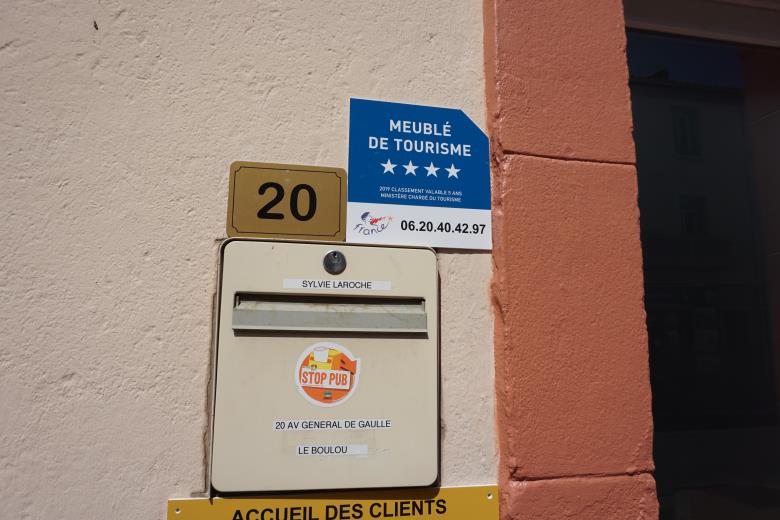 MEUBLÉ
DE TOURISME
2019 CLASSEMENT VALABLE 5 ANS
MINISTÈRE CHARGÉ DU TOURISME
france
06.20.40.42.97
20
SYLVIE LAROCHE
STOP PUB
20 AV GENERAL DE GAULLE
LE BOULOU
ACCUEIL DES CLIENTS